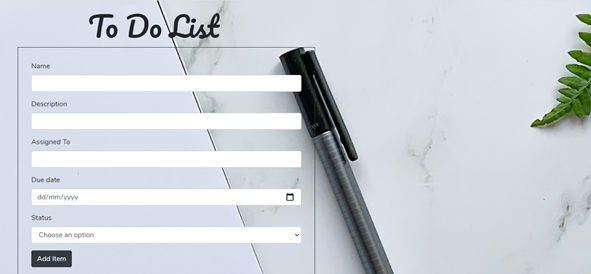 To Do List
Name
Description
Assigned To
Due date
dd/mm/yyyy
Status
Choose an option
Add Item